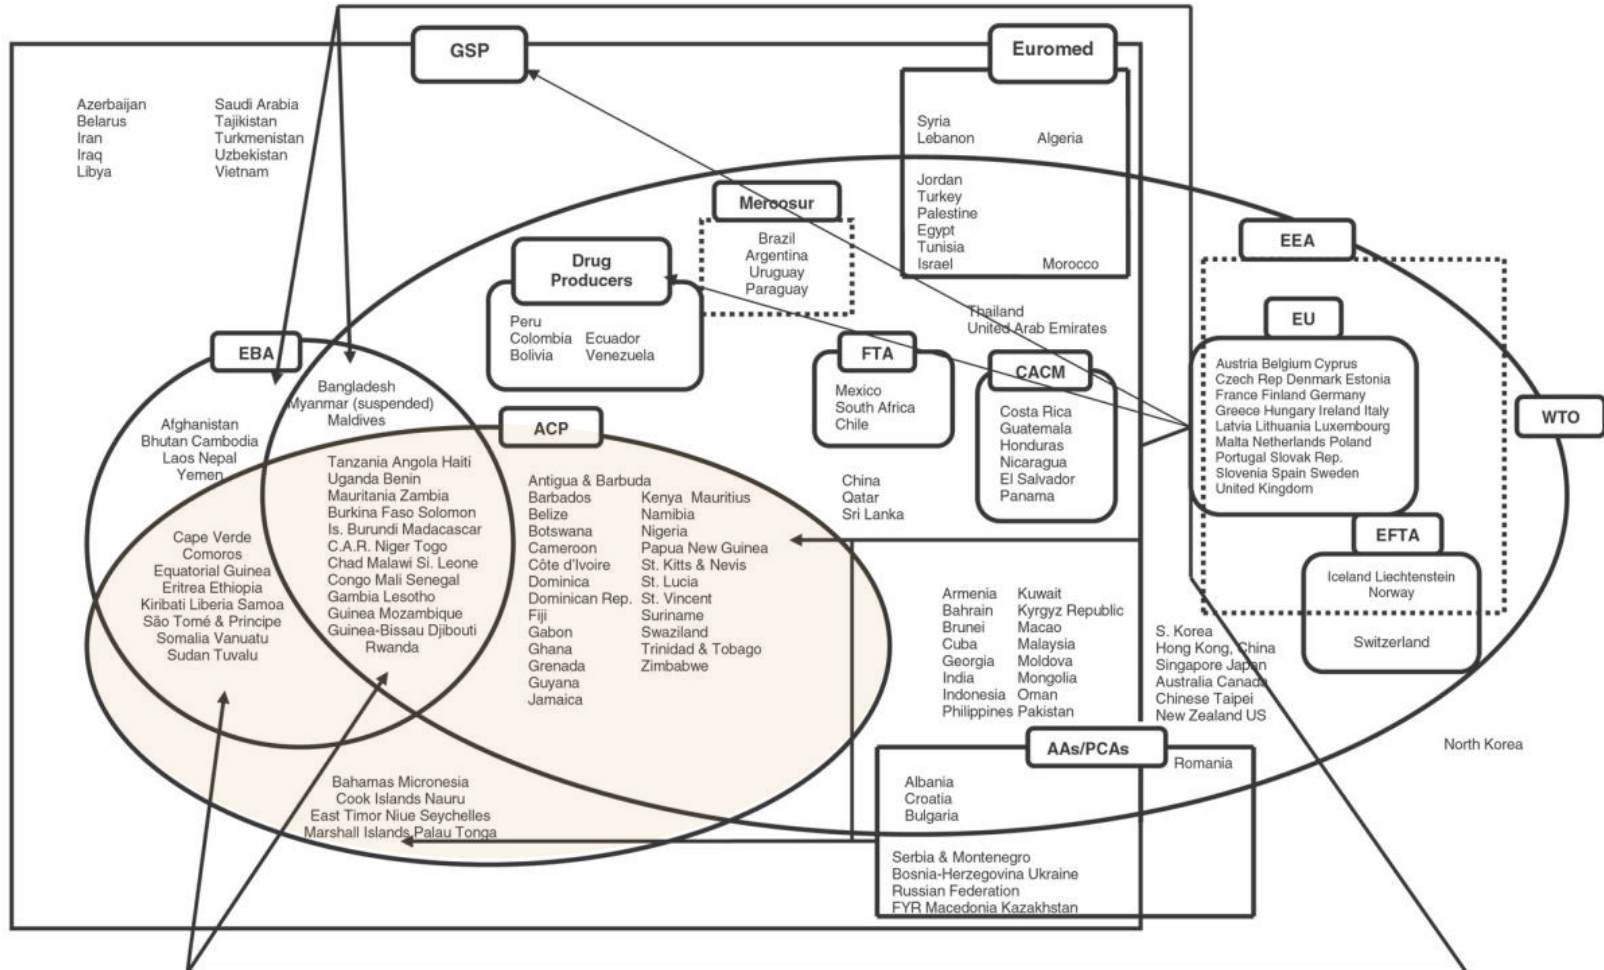 GSP
Euromed
Azerbaijan
Belarus
Iran
Iraq
Libya
Saudi Arabia
Tajikistan
Turkmenistan
Uzbekistan
Vietnam
Syria
Lebanon
Algeria
Jordan
Turkey
Palestine
Egypt
Tunisia
Israel
Morocco
Mercosur
Brazil
Argentina
Uruguay
Paraguay
Drug
Producers
Peru
Colombia Ecuador
Bolivia Venezuela
Thailand
United Arab Emirates
FTA
Mexico
South Africa
Chile
CACM
Costa Rica
Guatemala
Honduras
Nicaragua
El Salvador
Panama
EEA
EU
Austria Belgium Cyprus
Czech Rep Denmark Estonia
France Finland Germany
Greece Hungary Ireland Italy
Latvia Lithuania Luxembourg
Malta Netherlands Poland
Portugal Slovak Rep.
Slovenia Spain Sweden
United Kingdom
WTO
EFTA
Iceland Liechtenstein
Norway
Switzerland
EBA
Bangladesh
Myanmar (suspended)
Maldives
Afghanistan
Bhutan Cambodia
Laos Nepal
Yemen
ACP
Tanzania Angola Haiti
Uganda Benin
Mauritania Zambia
Burkina Faso Solomon
Is. Burundi Madacascar
C.A.R. Niger Togo
Chad Malawi Si. Leone
Congo Mali Senegal
Gambia Lesotho
Guinea Mozambique
Guinea-Bissau Djibouti
Rwanda
Cape Verde
Comoros
Equatorial Guinea
Eritrea Ethiopia
Kiribati Liberia Samoa
São Tomé & Principe
Somalia Vanuatu
Sudan Tuvalu
Antigua & Barbuda
Barbados
Belize
Botswana
Cameroon
Côte d'Ivoire
Dominica
Dominican Rep.
Fiji
Gabon
Ghana
Grenada
Guyana
Jamaica
Kenya Mauritius
Namibia
Nigeria
Papua New Guinea
St. Kitts & Nevis
St. Lucia
St. Vincent
Suriname
Swaziland
Trinidad & Tobago
Zimbabwe
China
Qatar
Sri Lanka
Armenia Kuwait
Bahrain Kyrgyz Republic
Brunei Macao
Cuba Malaysia
Georgia Moldova
India Mongolia
Indonesia Oman
Philippines Pakistan
S. Korea
Hong Kong, China
Singapore Japan
Australia Canada
Chinese Taipei
New Zealand US
North Korea
AAs/PCAs
Romania
Albania
Croatia
Bulgaria
Serbia & Montenegro
Bosnia-Herzegovina Ukraine
Russian Federation
FYR Macedonia Kazakhstan
Bahamas Micronesia
Cook Islands Nauru
East Timor Niue Seychelles
Marshall Islands Palau Tonga